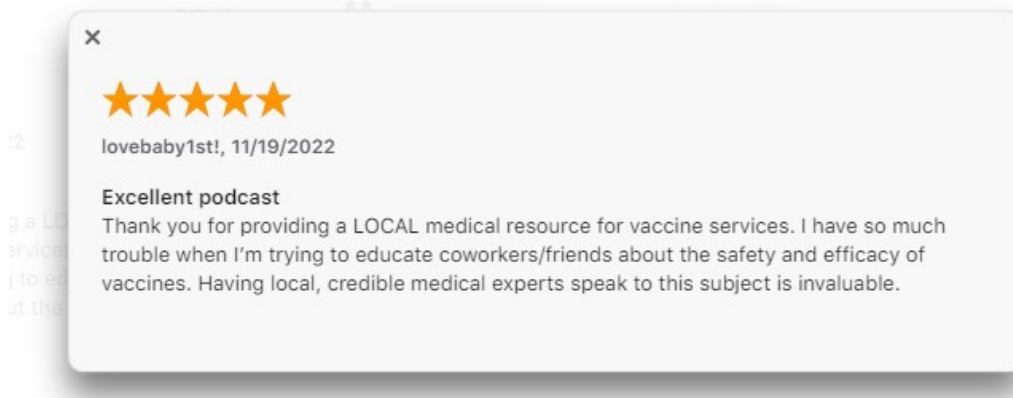 ×
lovebaby1st!, 11/19/2022
Excellent podcast
Thank you for providing a LOCAL medical resource for vaccine services. I have so much
trouble when I’m trying to educate coworkers/friends about the safety and efficacy of
vaccines. Having local, credible medical experts speak to this subject is invaluable.